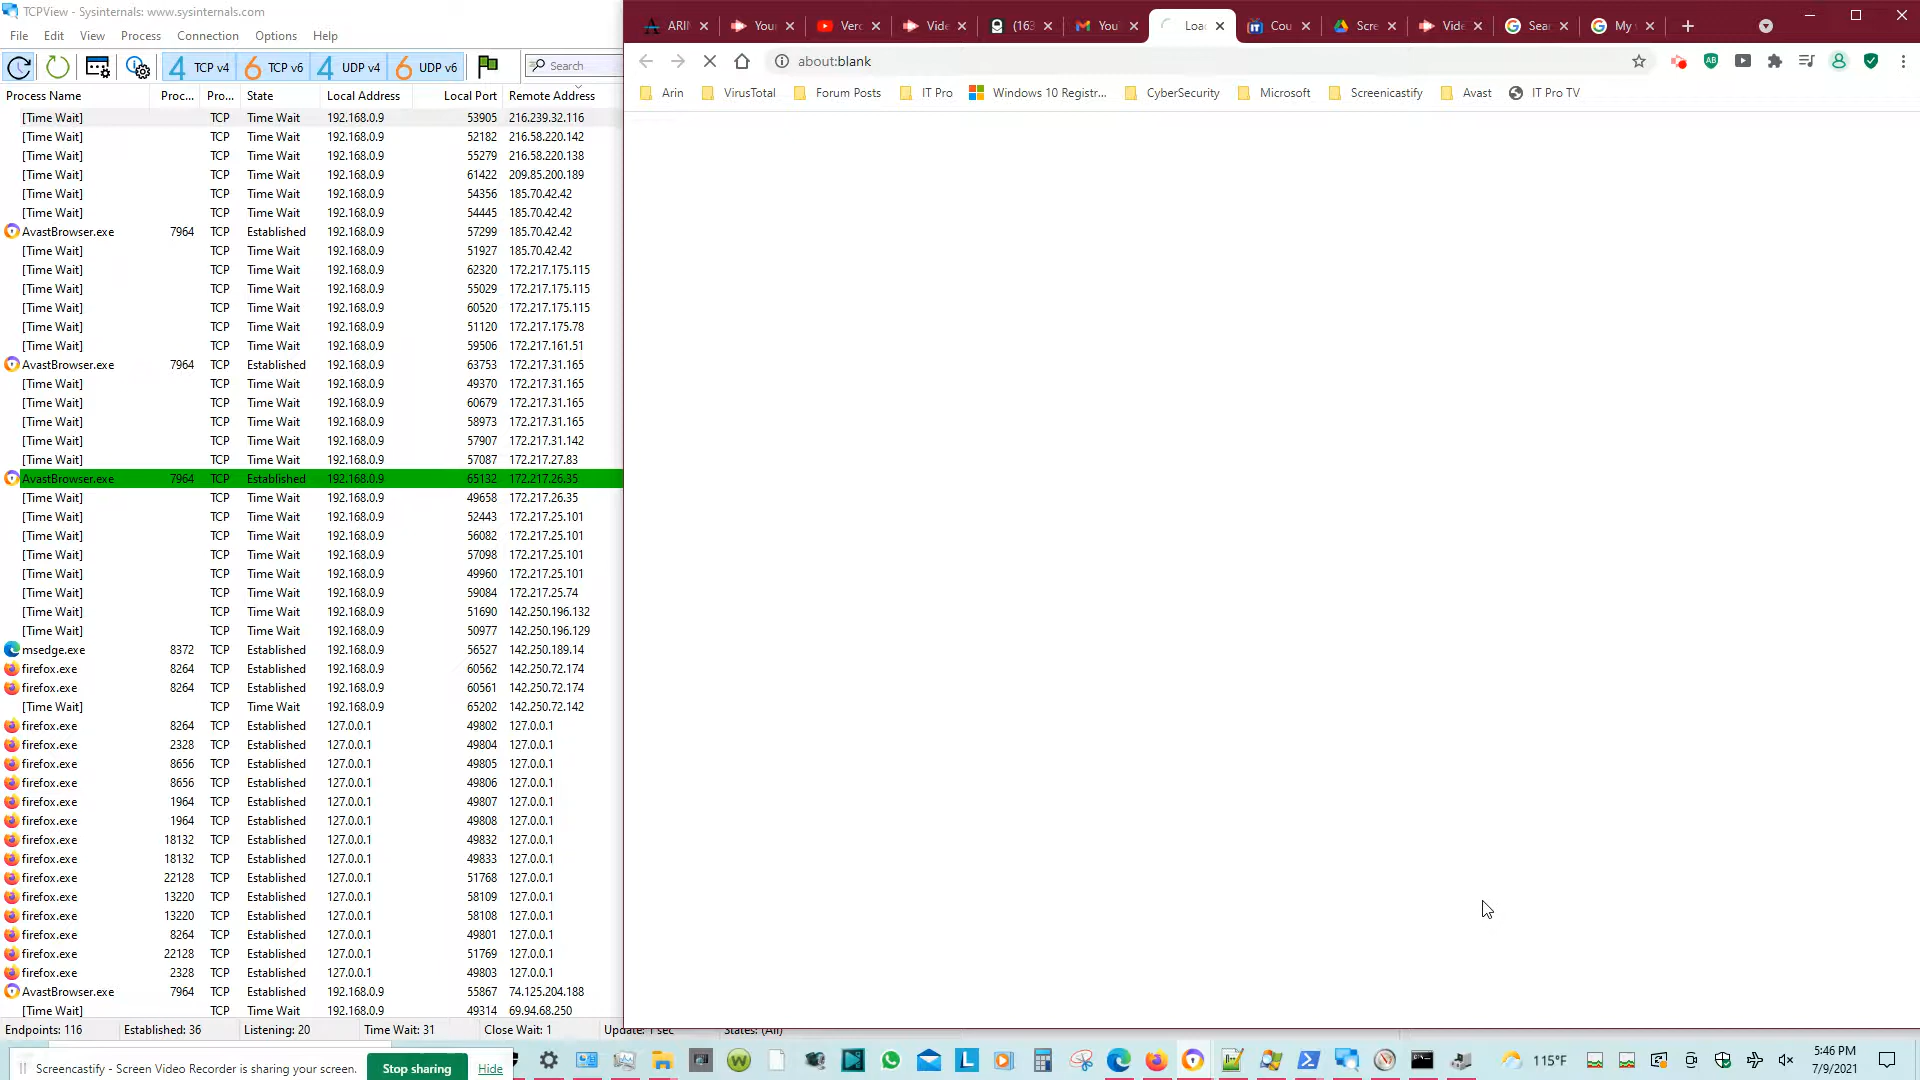 TCPView - Sysinternals: www.sysinternals.com
File Edit View Process Connection Options Help
4 TCP v4 6 TCP v6 4 UDP v4 6 UDP v6 Search
Process Name Proc... Pro... State Local Address Local Port Remote Address
[Time Wait] TCP Time Wait 192.168.0.9 53905 216.239.32.116
[Time Wait] TCP Time Wait 192.168.0.9 52182 216.58.220.142
[Time Wait] TCP Time Wait 192.168.0.9 55279 216.58.220.138
[Time Wait] TCP Time Wait 192.168.0.9 61422 209.85.200.189
[Time Wait] TCP Time Wait 192.168.0.9 54356 185.70.42.42
[Time Wait] TCP Time Wait 192.168.0.9 54445 185.70.42.42
AvastBrowser.exe 7964 TCP Established 192.168.0.9 57299 185.70.42.42
[Time Wait] TCP Time Wait 192.168.0.9 51927 185.70.42.42
[Time Wait] TCP Time Wait 192.168.0.9 62320 172.217.175.115
[Time Wait] TCP Time Wait 192.168.0.9 55029 172.217.175.115
[Time Wait] TCP Time Wait 192.168.0.9 60520 172.217.175.115
[Time Wait] TCP Time Wait 192.168.0.9 51120 172.217.175.78
[Time Wait] TCP Time Wait 192.168.0.9 59506 172.217.161.51
AvastBrowser.exe 7964 TCP Established 192.168.0.9 63753 172.217.31.165
[Time Wait] TCP Time Wait 192.168.0.9 49370 172.217.31.165
[Time Wait] TCP Time Wait 192.168.0.9 60679 172.217.31.165
[Time Wait] TCP Time Wait 192.168.0.9 58973 172.217.31.165
[Time Wait] TCP Time Wait 192.168.0.9 57907 172.217.31.142
[Time Wait] TCP Time Wait 192.168.0.9 57087 172.217.27.83
AvastBrowser.exe 7964 TCP Established 192.168.0.9 65132 172.217.26.35
[Time Wait] TCP Time Wait 192.168.0.9 49658 172.217.26.35
[Time Wait] TCP Time Wait 192.168.0.9 52443 172.217.25.101
[Time Wait] TCP Time Wait 192.168.0.9 56082 172.217.25.101
[Time Wait] TCP Time Wait 192.168.0.9 57098 172.217.25.101
[Time Wait] TCP Time Wait 192.168.0.9 49960 172.217.25.101
[Time Wait] TCP Time Wait 192.168.0.9 59084 172.217.25.74
[Time Wait] TCP Time Wait 192.168.0.9 51690 142.250.196.132
[Time Wait] TCP Time Wait 192.168.0.9 50977 142.250.196.129
msedge.exe 8372 TCP Established 192.168.0.9 56527 142.250.189.14
firefox.exe 8264 TCP Established 192.168.0.9 60562 142.250.72.174
firefox.exe 8264 TCP Established 192.168.0.9 60561 142.250.72.174
[Time Wait] TCP Time Wait 192.168.0.9 65202 142.250.72.142
firefox.exe 8264 TCP Established 127.0.0.1 49802 127.0.0.1
firefox.exe 2328 TCP Established 127.0.0.1 49804 127.0.0.1
firefox.exe 8656 TCP Established 127.0.0.1 49805 127.0.0.1
firefox.exe 8656 TCP Established 127.0.0.1 49806 127.0.0.1
firefox.exe 1964 TCP Established 127.0.0.1 49807 127.0.0.1
firefox.exe 1964 TCP Established 127.0.0.1 49808 127.0.0.1
firefox.exe 18132 TCP Established 127.0.0.1 49832 127.0.0.1
firefox.exe 18132 TCP Established 127.0.0.1 49833 127.0.0.1
firefox.exe 22128 TCP Established 127.0.0.1 51768 127.0.0.1
firefox.exe 13220 TCP Established 127.0.0.1 58109 127.0.0.1
firefox.exe 13220 TCP Established 127.0.0.1 58108 127.0.0.1
firefox.exe 8264 TCP Established 127.0.0.1 49801 127.0.0.1
firefox.exe 22128 TCP Established 127.0.0.1 51769 127.0.0.1
firefox.exe 2328 TCP Established 127.0.0.1 49803 127.0.0.1
AvastBrowser.exe 7964 TCP Established 192.168.0.9 55867 74.125.204.188
[Time Wait] TCP Time Wait 192.168.0.9 49314 69.94.68.250
Endpoints: 116 Established: 36 Listening: 20 Time Wait: 31 Close Wait: 1 Update: 1 sec States: (All)
ARI You Ver Vide (163 You Loa Cou Scre Vide Sear My
about:blank
Arin VirusTotal Forum Posts IT Pro Windows 10 Registr... CyberSecurity Microsoft Screenicastify Avast IT Pro TV
Screencastify - Screen Video Recorder is sharing your screen. Stop sharing Hide
115°F
5:46 PM
7/9/2021